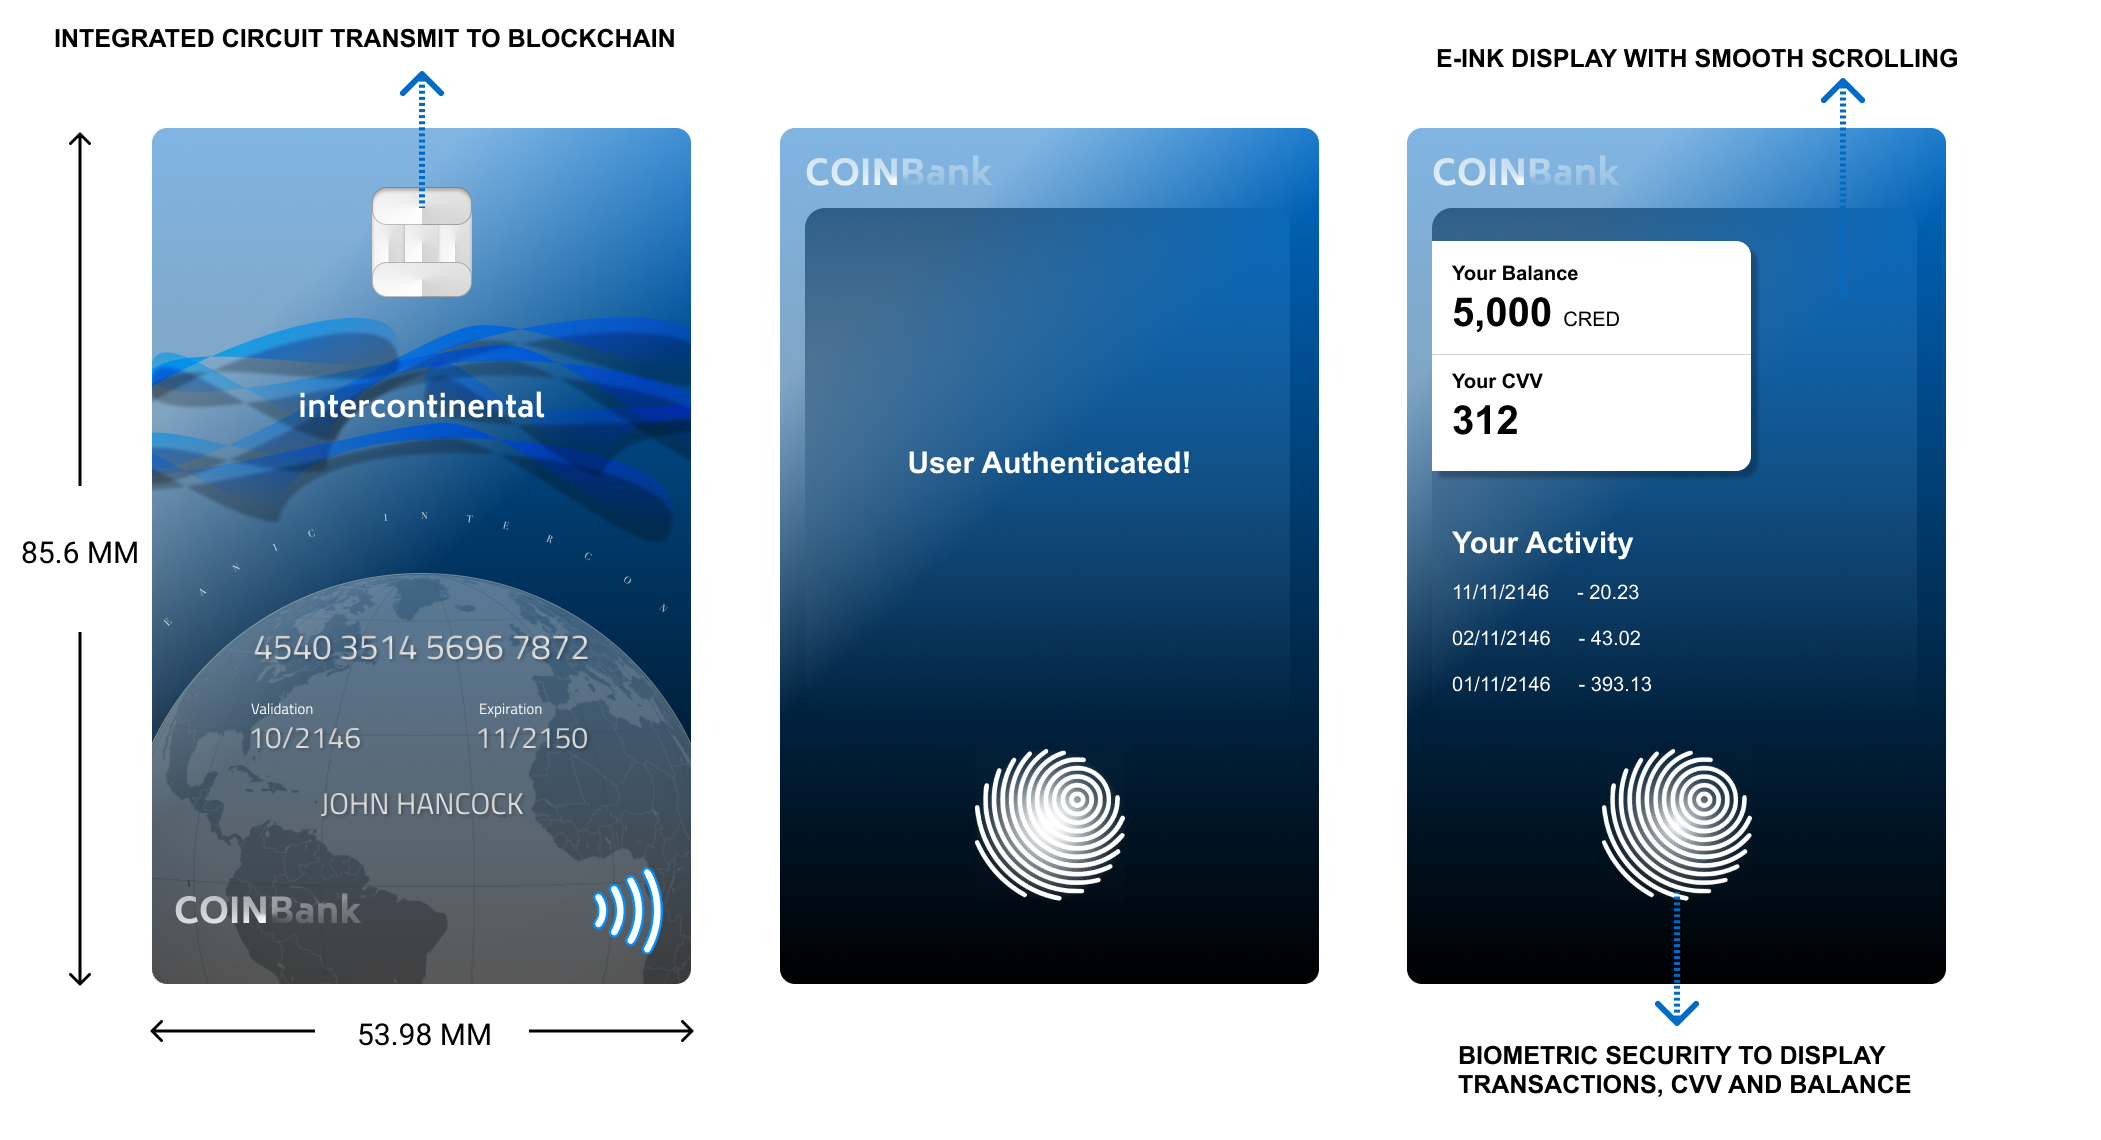 INTEGRATED CIRCUIT TRANSMIT TO BLOCKCHAIN
85.6 MM
intercontinental
EANIC INTERCON
4540 3514 5696 7872
Validation Expiration
10/2146 11/2150
JOHN HANCOCK
COINBank
53.98 MM
COINBank
User Authenticated!
E-INK DISPLAY WITH SMOOTH SCROLLING
COINBank
Your Balance
5,000 CRED
Your CVV
312
Your Activity
11/11/2146 - 20.23
02/11/2146 - 43.02
01/11/2146 - 393.13
BIOMETRIC SECURITY TO DISPLAY
TRANSACTIONS, CVV AND BALANCE